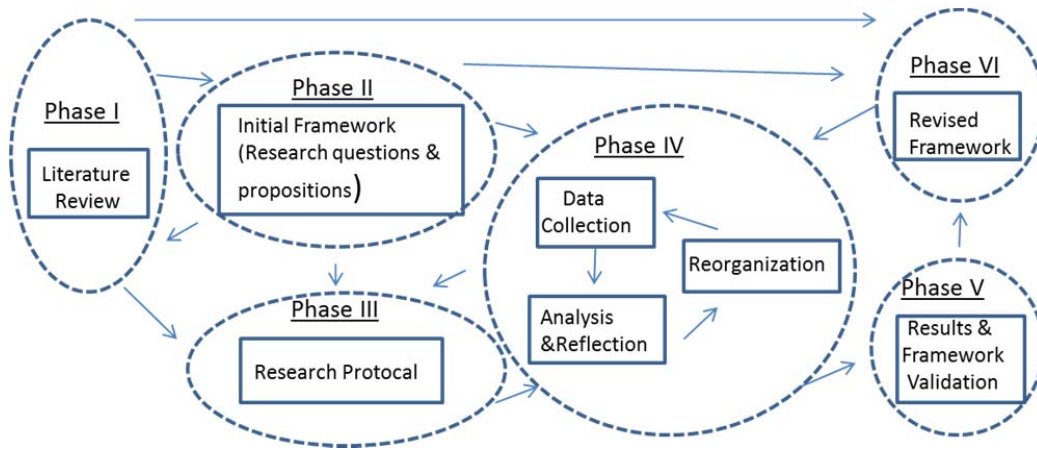 Phase I
Literature
Review
Phase II
Initial Framework
(Research questions &
propositions)
Phase III
Research Protocal
Phase IV
Data
Collection
Analysis
&Reflection
Reorganization
Phase V
Results &
Framework
Validation
Phase VI
Revised
Framework